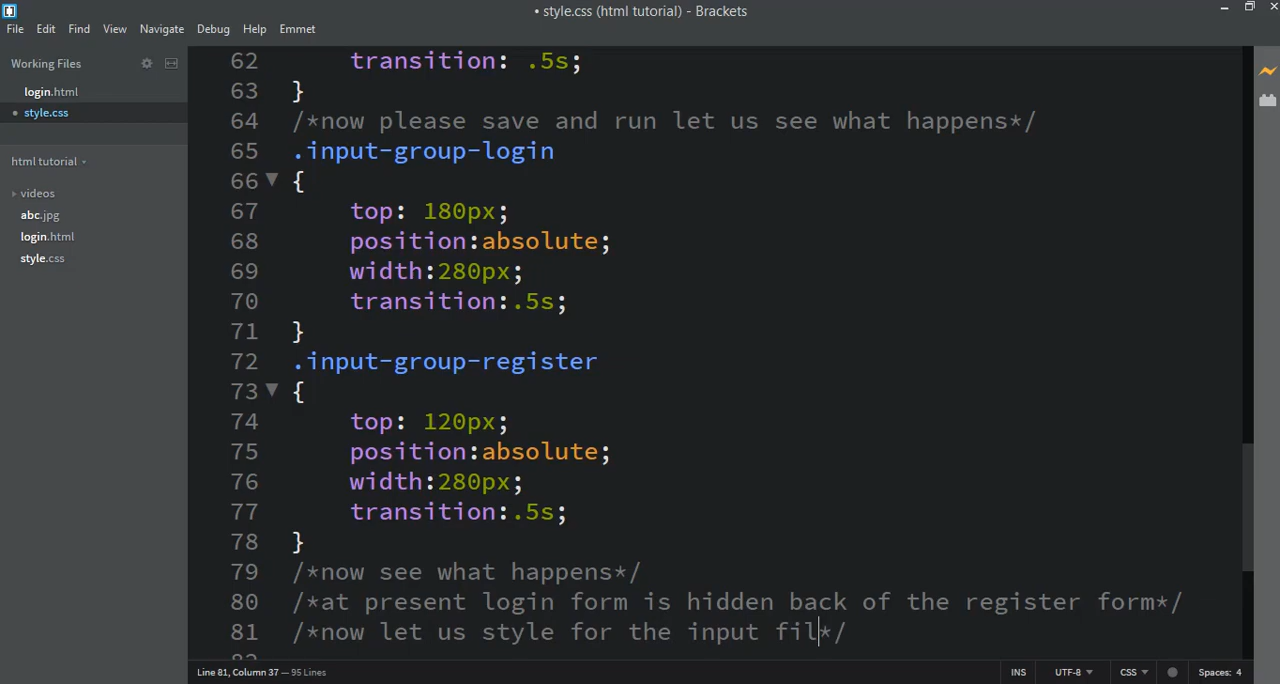 • style.css (html tutorial) - Brackets
File Edit Find View Navigate Debug Help Emmet
Working Files
login.html
• style.css
html tutorial
videos
abc.jpg
login.html
style.css
62 transition: .5s;
63 }
64 /*now please save and run let us see what happens*/
65 .input-group-login
66 {
67 top: 180px;
68 position:absolute;
69 width:280px;
70 transition:.5s;
71 }
72 .input-group-register
73 {
74 top: 120px;
75 position:absolute;
76 width:280px;
77 transition:.5s;
78 }
79 /*now see what happens*/
80 /*at present login form is hidden back of the register form*/
81 /*now let us style for the input fil*/
Line 81, Column 37 — 95 Lines
INS UTF-8 CSS Spaces: 4